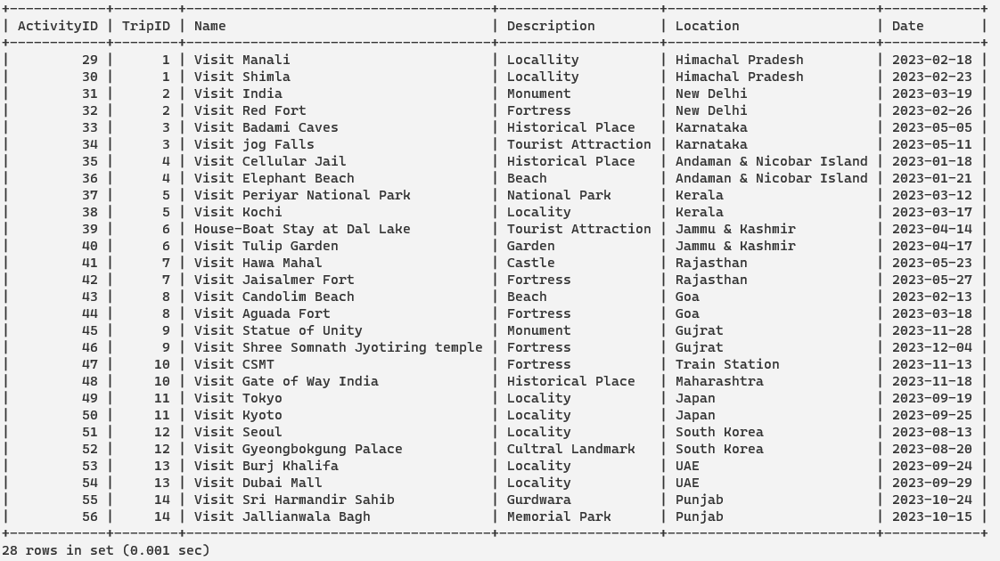 +------------+--------+--------------------------------------+--------------------+--------------------------+------------+
| ActivityID | TripID | Name                                 | Description        | Location                 | Date       |
+------------+--------+--------------------------------------+--------------------+--------------------------+------------+
|         29 |      1 | Visit Manali                         | Locallity          | Himachal Pradesh         | 2023-02-18 |
|         30 |      1 | Visit Shimla                         | Locallity          | Himachal Pradesh         | 2023-02-23 |
|         31 |      2 | Visit India                          | Monument           | New Delhi                | 2023-03-19 |
|         32 |      2 | Visit Red Fort                       | Fortress           | New Delhi                | 2023-02-26 |
|         33 |      3 | Visit Badami Caves                   | Historical Place   | Karnataka                | 2023-05-05 |
|         34 |      3 | Visit jog Falls                      | Tourist Attraction | Karnataka                | 2023-05-11 |
|         35 |      4 | Visit Cellular Jail                  | Historical Place   | Andaman & Nicobar Island | 2023-01-18 |
|         36 |      4 | Visit Elephant Beach                 | Beach              | Andaman & Nicobar Island | 2023-01-21 |
|         37 |      5 | Visit Periyar National Park          | National Park      | Kerala                   | 2023-03-12 |
|         38 |      5 | Visit Kochi                          | Locality           | Kerala                   | 2023-03-17 |
|         39 |      6 | House-Boat Stay at Dal Lake          | Tourist Attraction | Jammu & Kashmir          | 2023-04-14 |
|         40 |      6 | Visit Tulip Garden                   | Garden             | Jammu & Kashmir          | 2023-04-17 |
|         41 |      7 | Visit Hawa Mahal                     | Castle             | Rajasthan                | 2023-05-23 |
|         42 |      7 | Visit Jaisalmer Fort                 | Fortress           | Rajasthan                | 2023-05-27 |
|         43 |      8 | Visit Candolim Beach                 | Beach              | Goa                      | 2023-02-13 |
|         44 |      8 | Visit Aguada Fort                    | Fortress           | Goa                      | 2023-03-18 |
|         45 |      9 | Visit Statue of Unity                | Monument           | Gujrat                   | 2023-11-28 |
|         46 |      9 | Visit Shree Somnath Jyotiring temple | Fortress           | Gujrat                   | 2023-12-04 |
|         47 |     10 | Visit CSMT                           | Fortress           | Train Station            | 2023-11-13 |
|         48 |     10 | Visit Gate of Way India              | Historical Place   | Maharashtra              | 2023-11-18 |
|         49 |     11 | Visit Tokyo                          | Locality           | Japan                    | 2023-09-19 |
|         50 |     11 | Visit Kyoto                          | Locality           | Japan                    | 2023-09-25 |
|         51 |     12 | Visit Seoul                          | Locality           | South Korea              | 2023-08-13 |
|         52 |     12 | Visit Gyeongbokgung Palace           | Cultral Landmark   | South Korea              | 2023-08-20 |
|         53 |     13 | Visit Burj Khalifa                   | Locality           | UAE                      | 2023-09-24 |
|         54 |     13 | Visit Dubai Mall                     | Locality           | UAE                      | 2023-09-29 |
|         55 |     14 | Visit Sri Harmandir Sahib            | Gurdwara           | Punjab                   | 2023-10-24 |
|         56 |     14 | Visit Jallianwala Bagh               | Memorial Park      | Punjab                   | 2023-10-15 |
+------------+--------+--------------------------------------+--------------------+--------------------------+------------+
28 rows in set (0.001 sec)